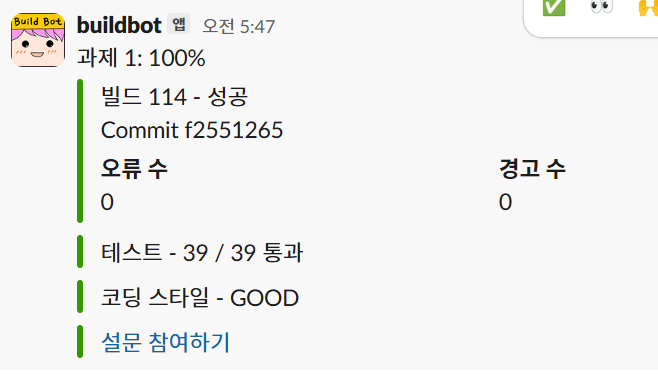 Build Bot
buildbot 앱 오전 5:47
과제 1: 100%
빌드 114 - 성공
Commit f2551265
오류 수 경고 수
0 0
테스트 - 39 / 39 통과
코딩 스타일 - GOOD
설문 참여하기